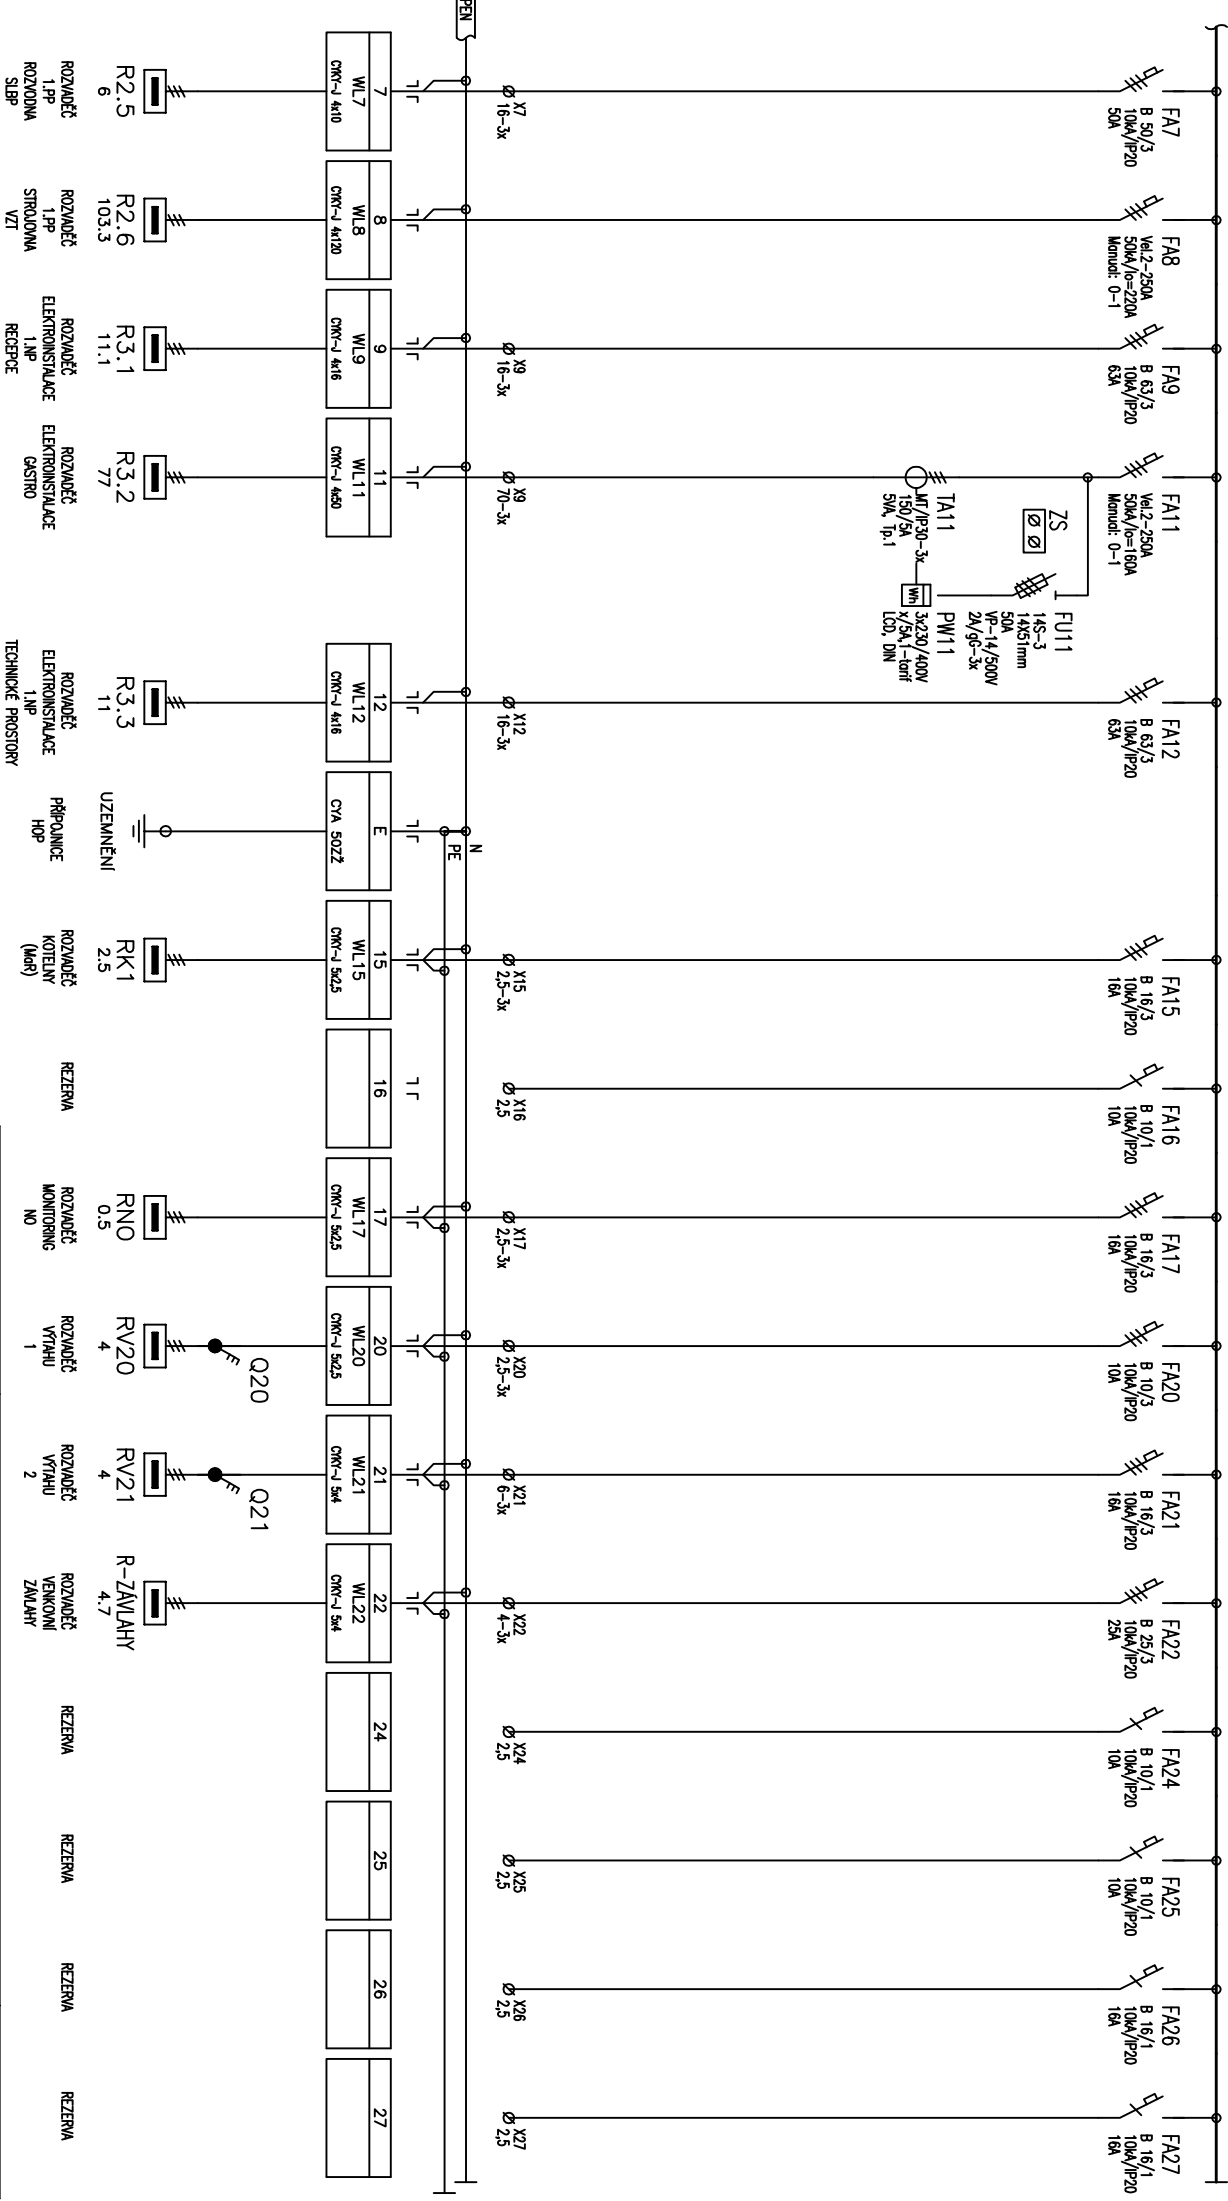 PEN
FA7
B 50/3
10kA/IP20
50A
FA8
Vel.2-250A
50kA/Io=220A
Manual: 0-1
FA9
B 63/3
10kA/IP20
63A
FA11
Vel.2-250A
50kA/Io=160A
Manual: 0-1
FA12
B 63/3
10kA/IP20
63A
FA15
B 16/3
10kA/IP20
16A
FA16
B 10/1
10kA/IP20
10A
FA17
B 16/3
10kA/IP20
16A
FA20
B 10/3
10kA/IP20
10A
FA21
B 16/3
10kA/IP20
16A
FA22
B 25/3
10kA/IP20
25A
FA24
B 10/1
10kA/IP20
10A
FA25
B 10/1
10kA/IP20
10A
FA26
B 16/1
10kA/IP20
16A
FA27
B 16/1
10kA/IP20
16A
ZS
FU11
14S-3
14X51mm
50A
VP-14/500V
2A/gG-3x
TA11
MT/IP30-3x
150/5A
5VA, Tp.1
PW11
Wh
3x230/400V
x/5A,1-tarif
LCD, DIN
X7
16-3x
X9
16-3x
X9
70-3x
X12
16-3x
X15
2,5-3x
X16
2,5
X17
2,5-3x
X20
2,5-3x
X21
6-3x
X22
4-3x
X24
2,5
X25
2,5
X26
2,5
X27
2,5
N
PE
7
WL7
CYKY-J 4x10
8
WL8
CYKY-J 4x120
9
WL9
CYKY-J 4x16
11
WL11
CYKY-J 4x50
12
WL12
CYKY-J 4x16
E
CYA 50ZŽ
15
WL15
CYKY-J 5x2,5
16
17
WL17
CYKY-J 5x2,5
20
WL20
CYKY-J 5x2,5
21
WL21
CYKY-J 5x4
22
WL22
CYKY-J 5x4
24
25
26
27
Q20
Q21
R2.5
6
ROZVADĚČ
1.PP
ROZVODNA
SLBP
R2.6
103.3
ROZVADĚČ
1.PP
STROJOVNA
VZT
R3.1
11.1
ROZVADĚČ
ELEKTROINSTALACE
1.NP
RECEPCE
R3.2
77
ROZVADĚČ
ELEKTROINSTALACE
GASTRO
R3.3
11
ROZVADĚČ
ELEKTROINSTALACE
1.NP
TECHNICKÉ PROSTORY
UZEMNĚNÍ
PŘÍPOJNICE
HOP
RK1
2.5
ROZVADĚČ
KOTELNY
(MaR)
REZERVA
RNO
0.5
ROZVADĚČ
MONITORING
NO
RV20
4
ROZVADĚČ
VÝTAHU
1
RV21
4
ROZVADĚČ
VÝTAHU
2
R-ZÁVLAHY
4.7
ROZVADĚČ
VENKOVNÍ
ZÁVLAHY
REZERVA
REZERVA
REZERVA
REZERVA